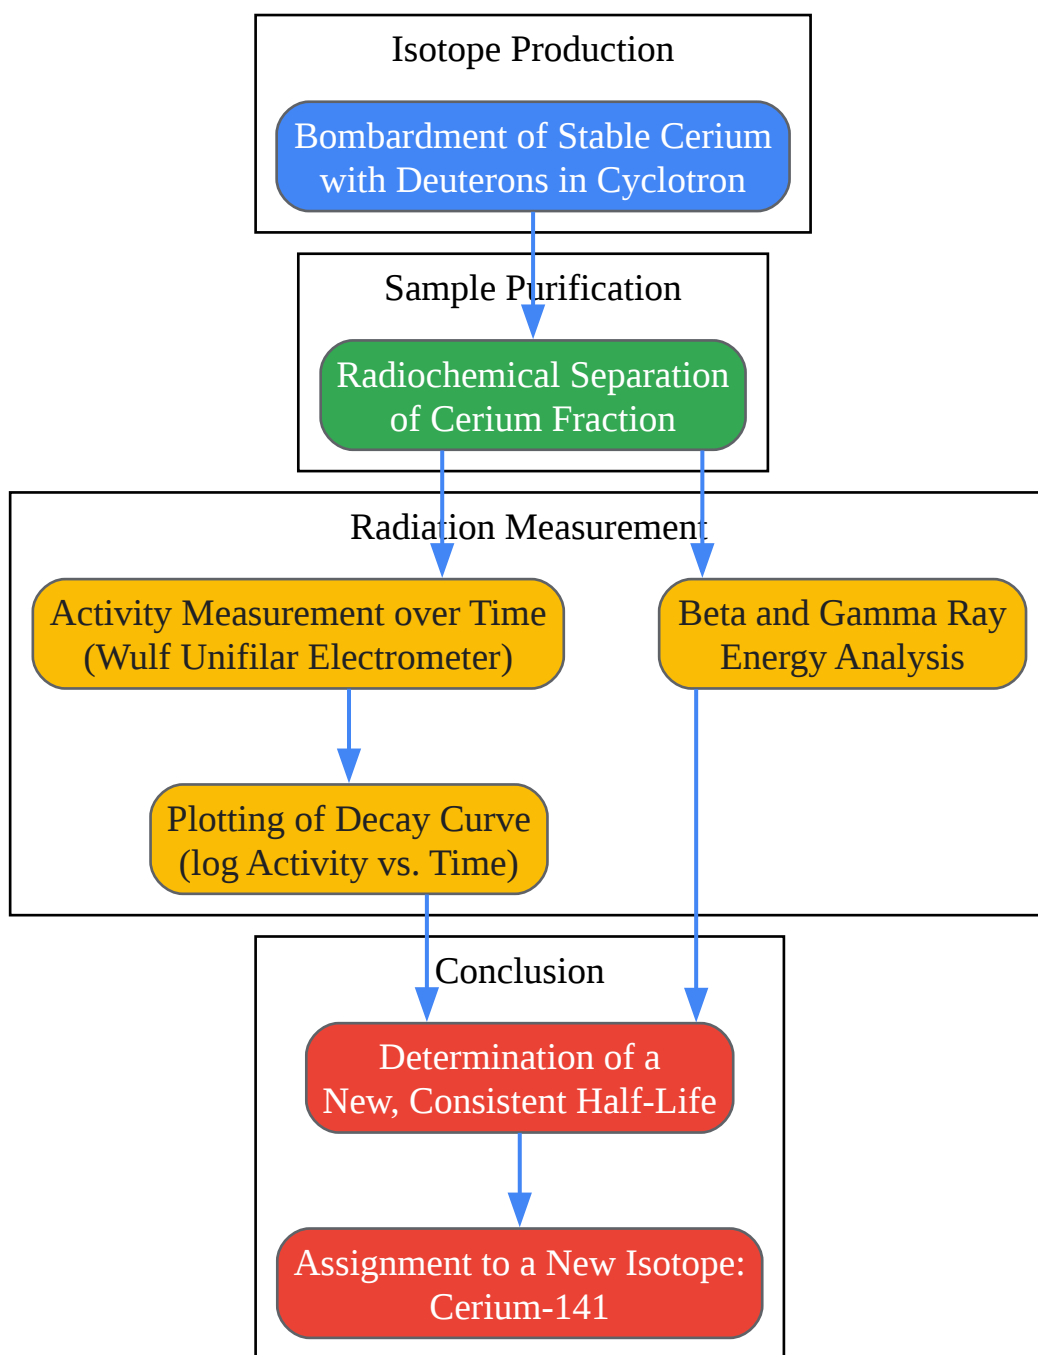 Isotope Production
Bombardment of Stable Cerium
with Deuterons in Cyclotron
Sample Purification
Radiochemical Separation
of Cerium Fraction
Radiation Measurement
Activity Measurement over Time
(Wulf Unifilar Electrometer)
Beta and Gamma Ray
Energy Analysis
Plotting of Decay Curve
(log Activity vs. Time)
Conclusion
Determination of a
New, Consistent Half-Life
Assignment to a New Isotope:
Cerium-141